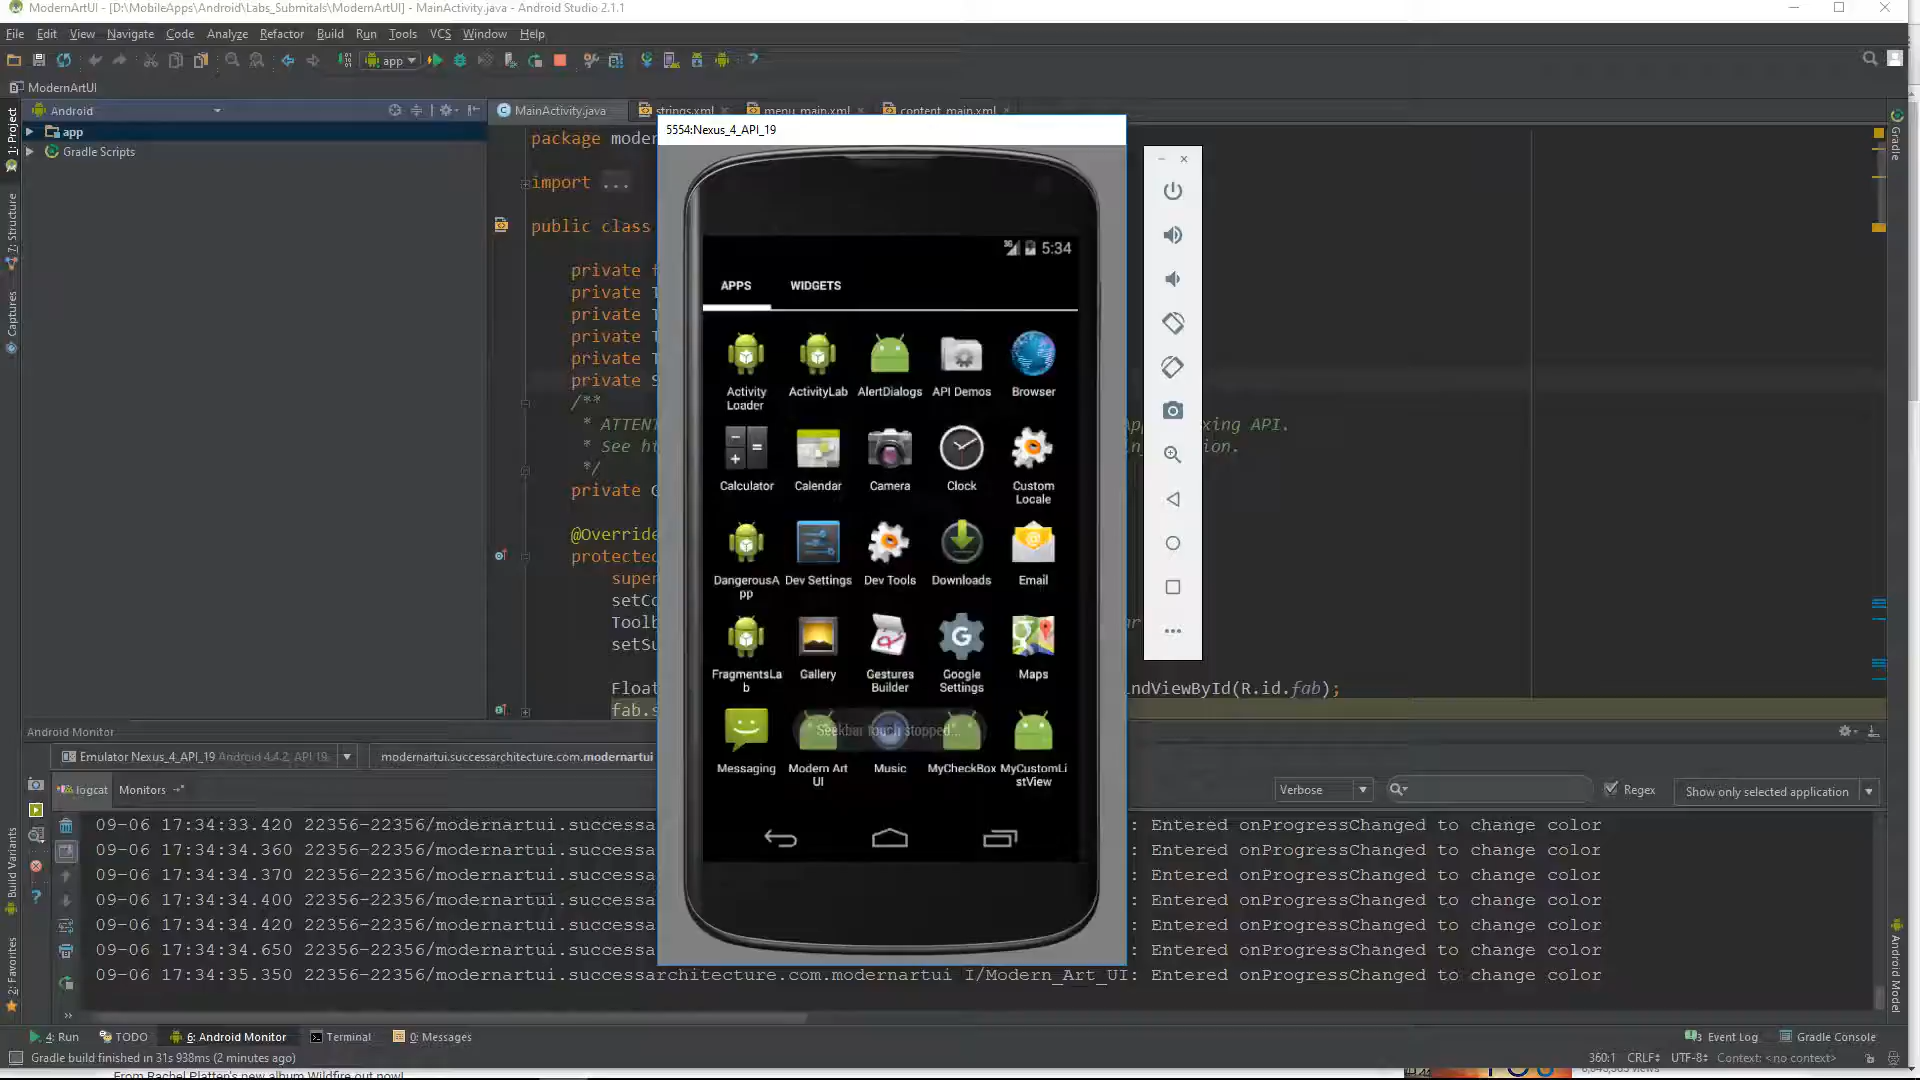 ModernArtUI - [D:\MobileApps\Android\Labs_Submitals\ModernArtUI] - MainActivity.java - Android Studio 2.1.1
File Edit View Navigate Code Analyze Refactor Build Run Tools VCS Window Help
app
ModernArtUI
Android
MainActivity.java
strings.xml
menu_main.xml
content_main.xml
1: Project
7: Structure
Captures
Build Variants
2: Favorites
Gradle
Android Model
app
Gradle Scripts
package moder
import ...
public class
private
private
private
private
private
private S
/**
* ATTENT
xing API.
* See ht
*/
private G
@Override
protected
super
setCo
Toolb
setSu
Float
ndViewById(R.id.fab);
fab.s
5554:Nexus_4_API_19
3G 5:34
APPS WIDGETS
Activity Loader
ActivityLab
AlertDialogs
API Demos
Browser
Calculator
Calendar
Camera
Clock
Custom Locale
DangerousApp
Dev Settings
Dev Tools
Downloads
Email
FragmentsLab
Gallery
Gestures Builder
Google Settings
Maps
Seekbar touch stopped...
Messaging
Modern Art UI
Music
MyCheckBox
MyCustomListView
Android Monitor
Emulator Nexus_4_API_19 Android 4.4.2, API 19
modernartui.successarchitecture.com.modernartui
logcat
Monitors
Verbose
Regex
Show only selected application
09-06 17:34:33.420 22356-22356/modernartui.successa : Entered onProgressChanged to change color
09-06 17:34:34.360 22356-22356/modernartui.successa : Entered onProgressChanged to change color
09-06 17:34:34.370 22356-22356/modernartui.successa : Entered onProgressChanged to change color
09-06 17:34:34.400 22356-22356/modernartui.successa : Entered onProgressChanged to change color
09-06 17:34:34.420 22356-22356/modernartui.successa : Entered onProgressChanged to change color
09-06 17:34:34.650 22356-22356/modernartui.successa : Entered onProgressChanged to change color
09-06 17:34:35.350 22356-22356/modernartui.successarchitecture.com.modernartui I/Modern_Art_UI: Entered onProgressChanged to change color
4: Run TODO 6: Android Monitor Terminal 0: Messages Event Log Gradle Console
Gradle build finished in 31s 938ms (2 minutes ago) 360:1 CRLF UTF-8 Context: <no context>
From Rachel Platten's new album Wildfire out now!